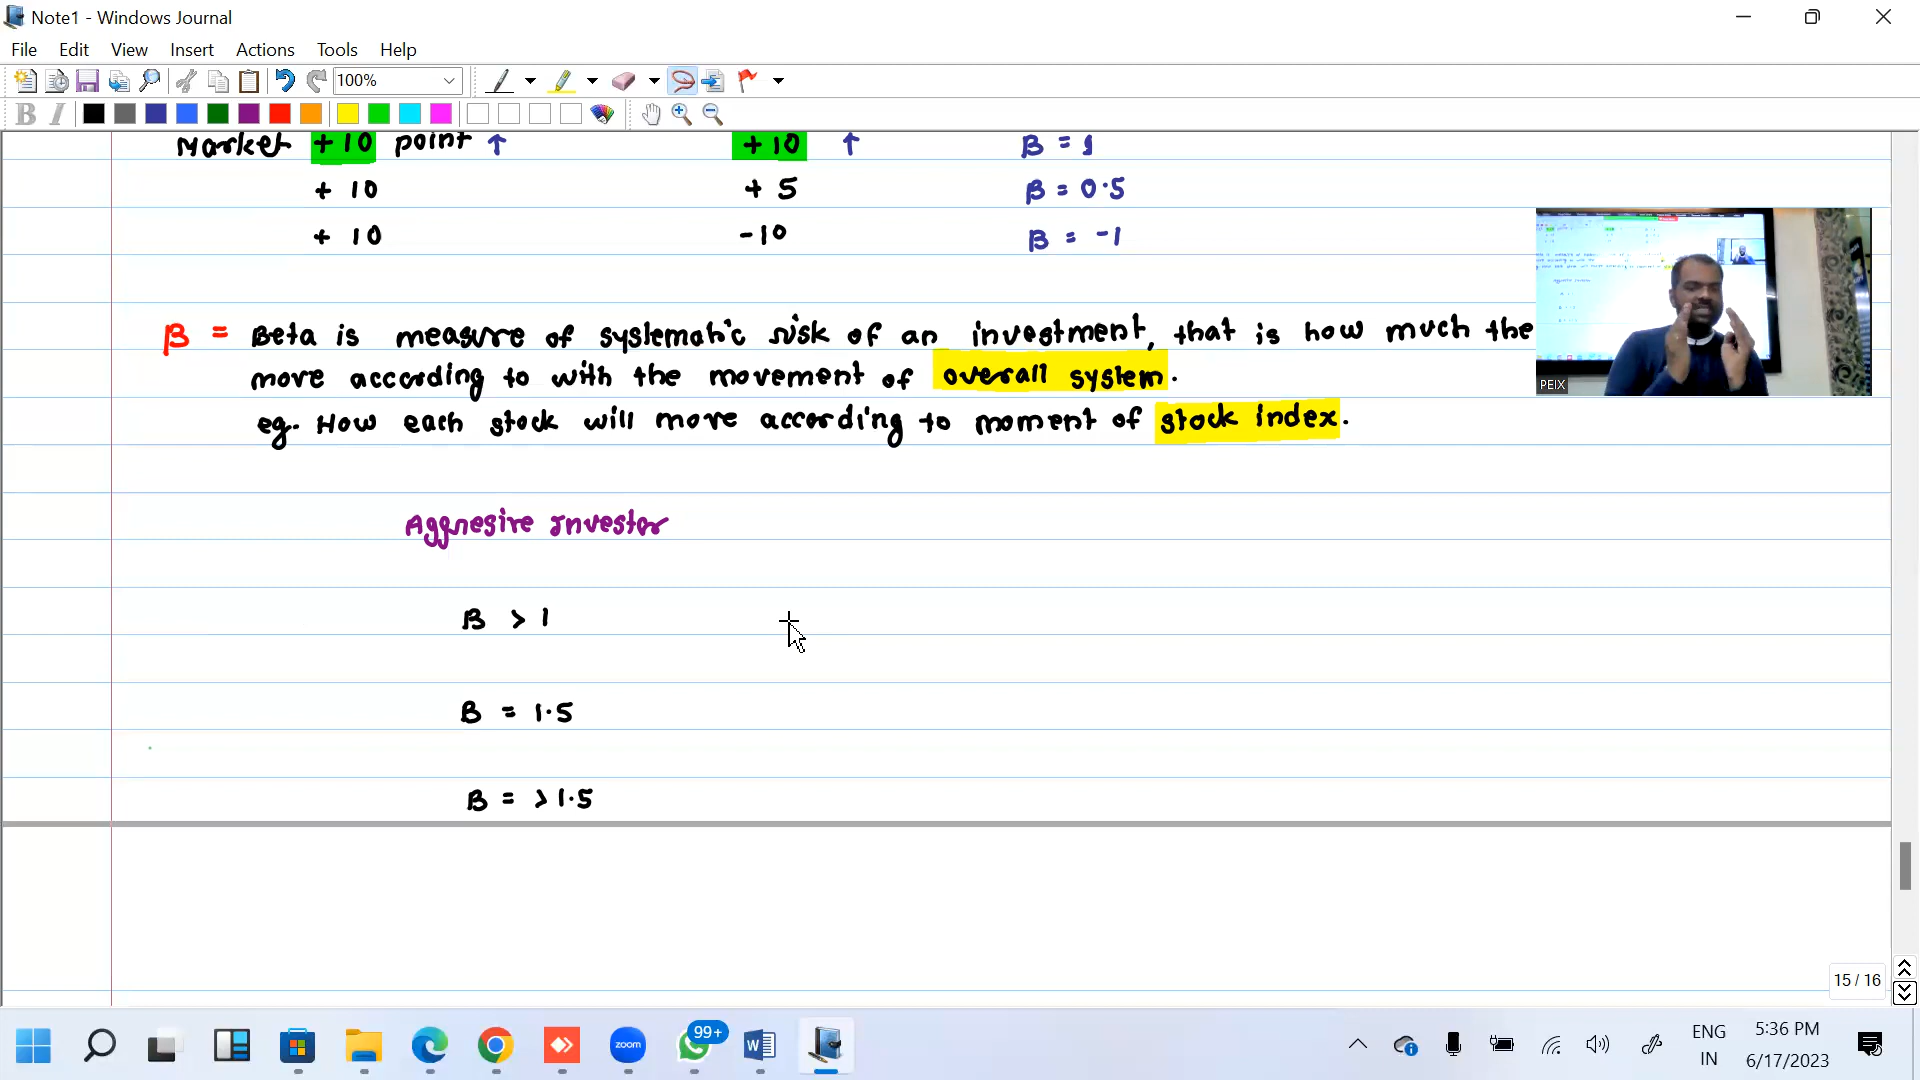 Note1 - Windows Journal
File Edit View Insert Actions Tools Help
100%
B I
Market +10 point ↑ +10 ↑ β = 1
+ 10 + 5 β = 0.5
+ 10 -10 β = -1
β = Beta is measure of systematic risk of an investment, that is how much the
move according to with the movement of overall system.
eg. How each stock will move according to moment of stock index.
PEIX
Aggresive Investor
β > 1
β = 1.5
β = > 1.5
15 / 16
99+
zoom
ENG
IN
5:36 PM
6/17/2023